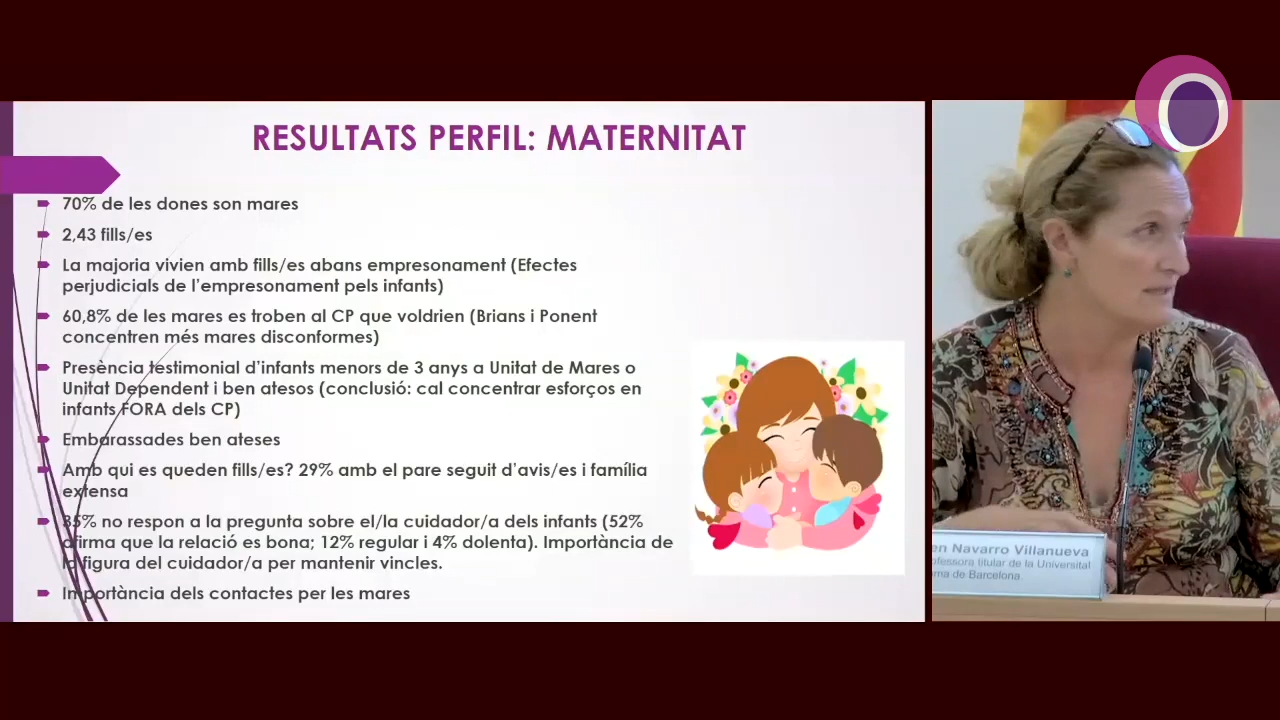 RESULTATS PERFIL: MATERNITAT
70% de les dones son mares
2,43 fills/es
La majoria vivien amb fills/es abans empresonament (Efectes
perjudicials de l'empresonament pels infants)
60,8% de les mares es troben al CP que voldrien (Brians i Ponent
concentren més mares disconformes)
Presència testimonial d'infants menors de 3 anys a Unitat de Mares o
Unitat Dependent i ben atesos (conclusió: cal concentrar esforços en
infants FORA dels CP)
Embarassades ben ateses
Amb qui es queden fills/es? 29% amb el pare seguit d'avis/es i família
extensa
35% no respon a la pregunta sobre el/la cuidador/a dels infants (52%
afirma que la relació es bona; 12% regular i 4% dolenta). Importància de
la figura del cuidador/a per mantenir vincles.
Importància dels contactes per les mares
en Navarro Villanueva
ofessora titular de la Universitat
oma de Barcelona